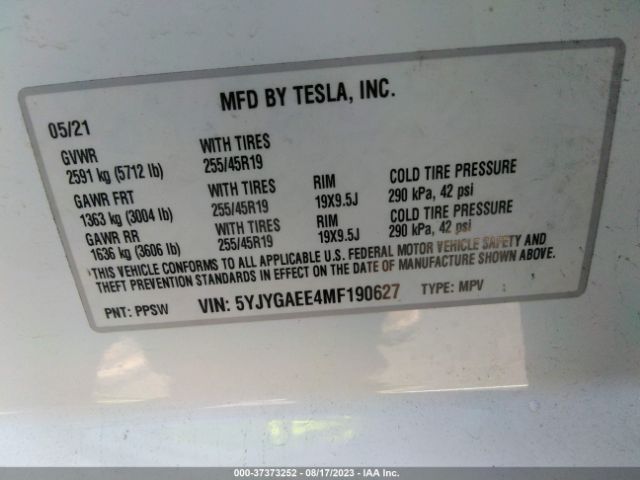 MFD BY TESLA, INC.
05/21
GVWR WITH TIRES
2591 kg (5712 lb) 255/45R19
GAWR FRT WITH TIRES RIM COLD TIRE PRESSURE
1363 kg (3004 lb) 255/45R19 19X9.5J 290 kPa, 42 psi
GAWR RR WITH TIRES RIM COLD TIRE PRESSURE
1636 kg (3606 lb) 255/45R19 19X9.5J 290 kPa, 42 psi
THIS VEHICLE CONFORMS TO ALL APPLICABLE U.S. FEDERAL MOTOR VEHICLE SAFETY AND
THEFT PREVENTION STANDARDS IN EFFECT ON THE DATE OF MANUFACTURE SHOWN ABOVE.
PNT: PPSW VIN: 5YJYGAEE4MF190627 TYPE: MPV
000-37373252 - 08/17/2023 - IAA Inc.